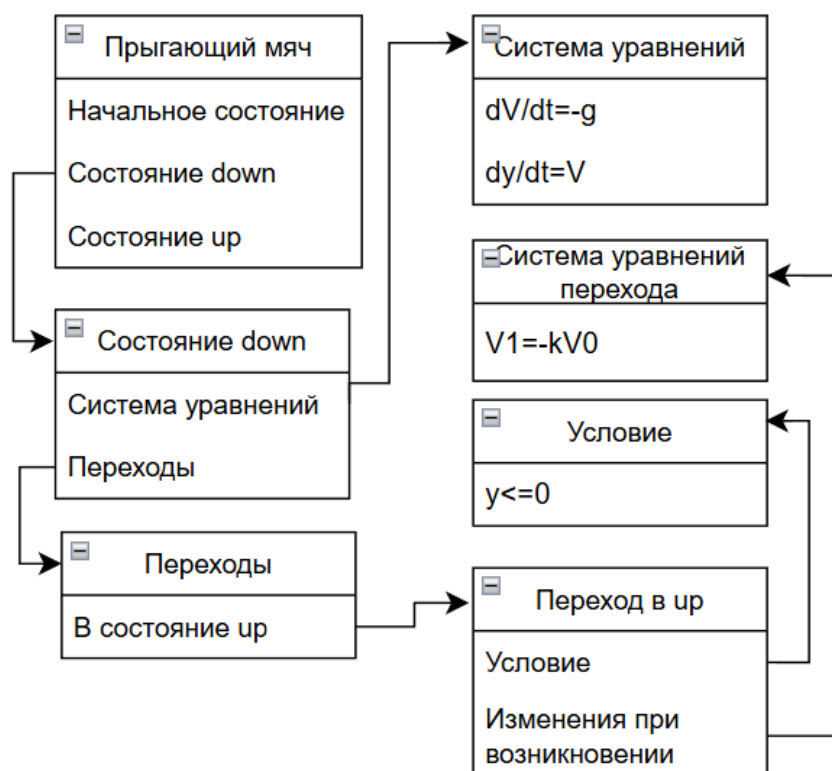 Прыгающий мяч
Начальное состояние
Состояние down
Состояние up
Состояние down
Система уравнений
Переходы
Переходы
В состояние up
Система уравнений
dV/dt=-g
dy/dt=V
Система уравнений
перехода
V1=-kV0
Условие
y<=0
Переход в up
Условие
Изменения при
возникновении